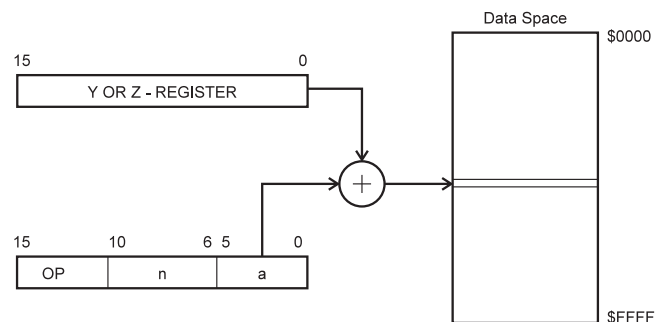 Data Space
$0000
15 0
Y OR Z - REGISTER
+
15 10 6 5 0
OP n a
$FFFF